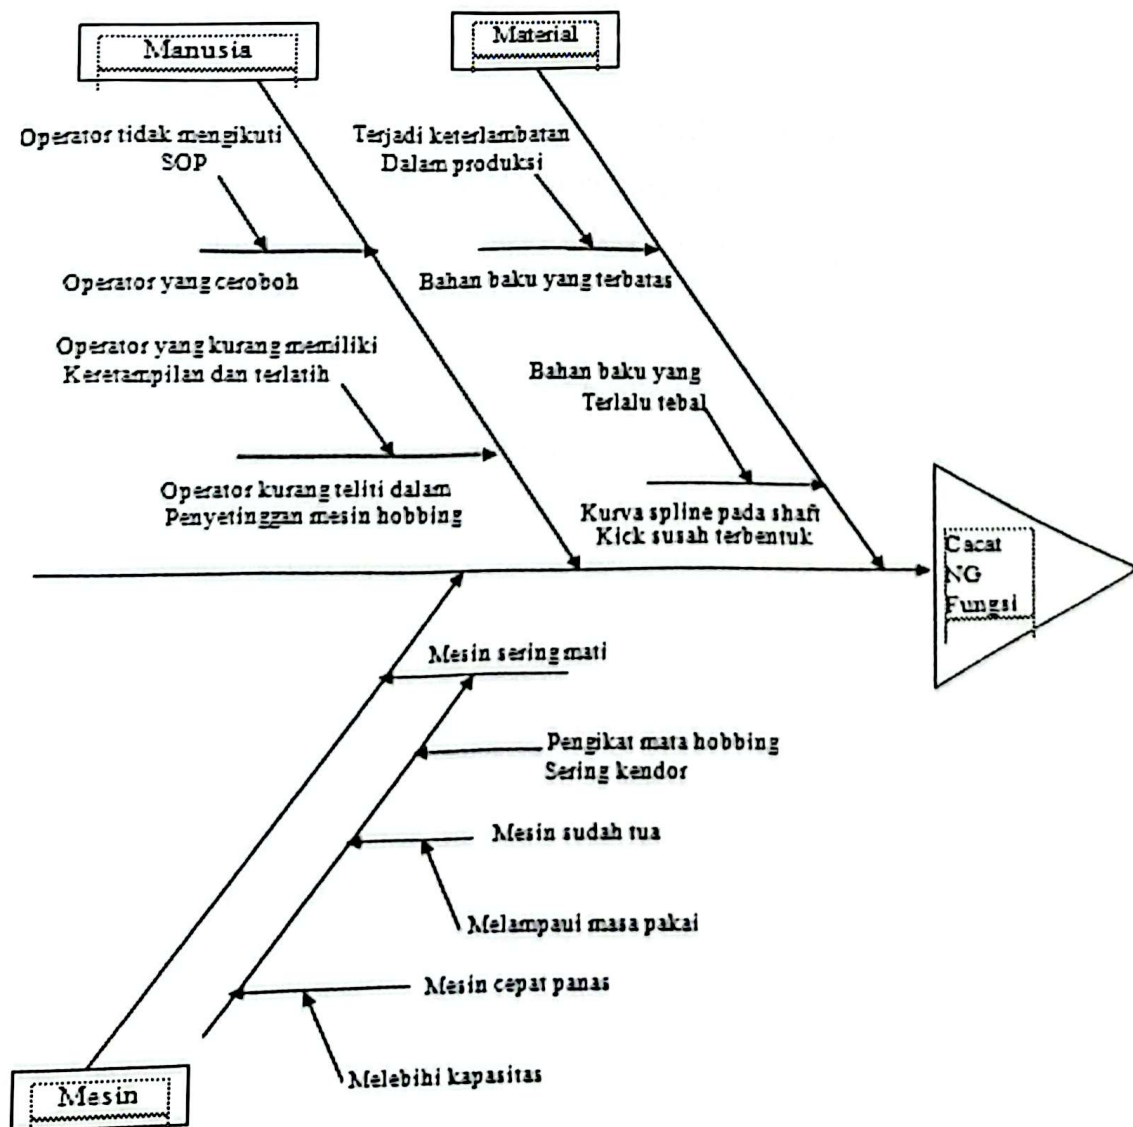 Manusia
Material
Operator tidak mengikuti
SOP
Terjadi keterlambatan
Dalam produksi
Operator yang ceroboh
Bahan baku yang terbatas
Operator yang kurang memiliki
Keretampilan dan terlatih
Bahan baku yang
Terlalu tebal
Operator kurang teliti dalam
Penyetinggan mesin hobbing
Kurva spline pada shaft
Kick susah terbentuk
Cacat
NG
Fungsi
Mesin sering mati
Pengikat mata hobbing
Sering kendor
Mesin sudah tua
Melampaui masa pakai
Mesin cepat panas
Melebihi kapasitas
Mesin